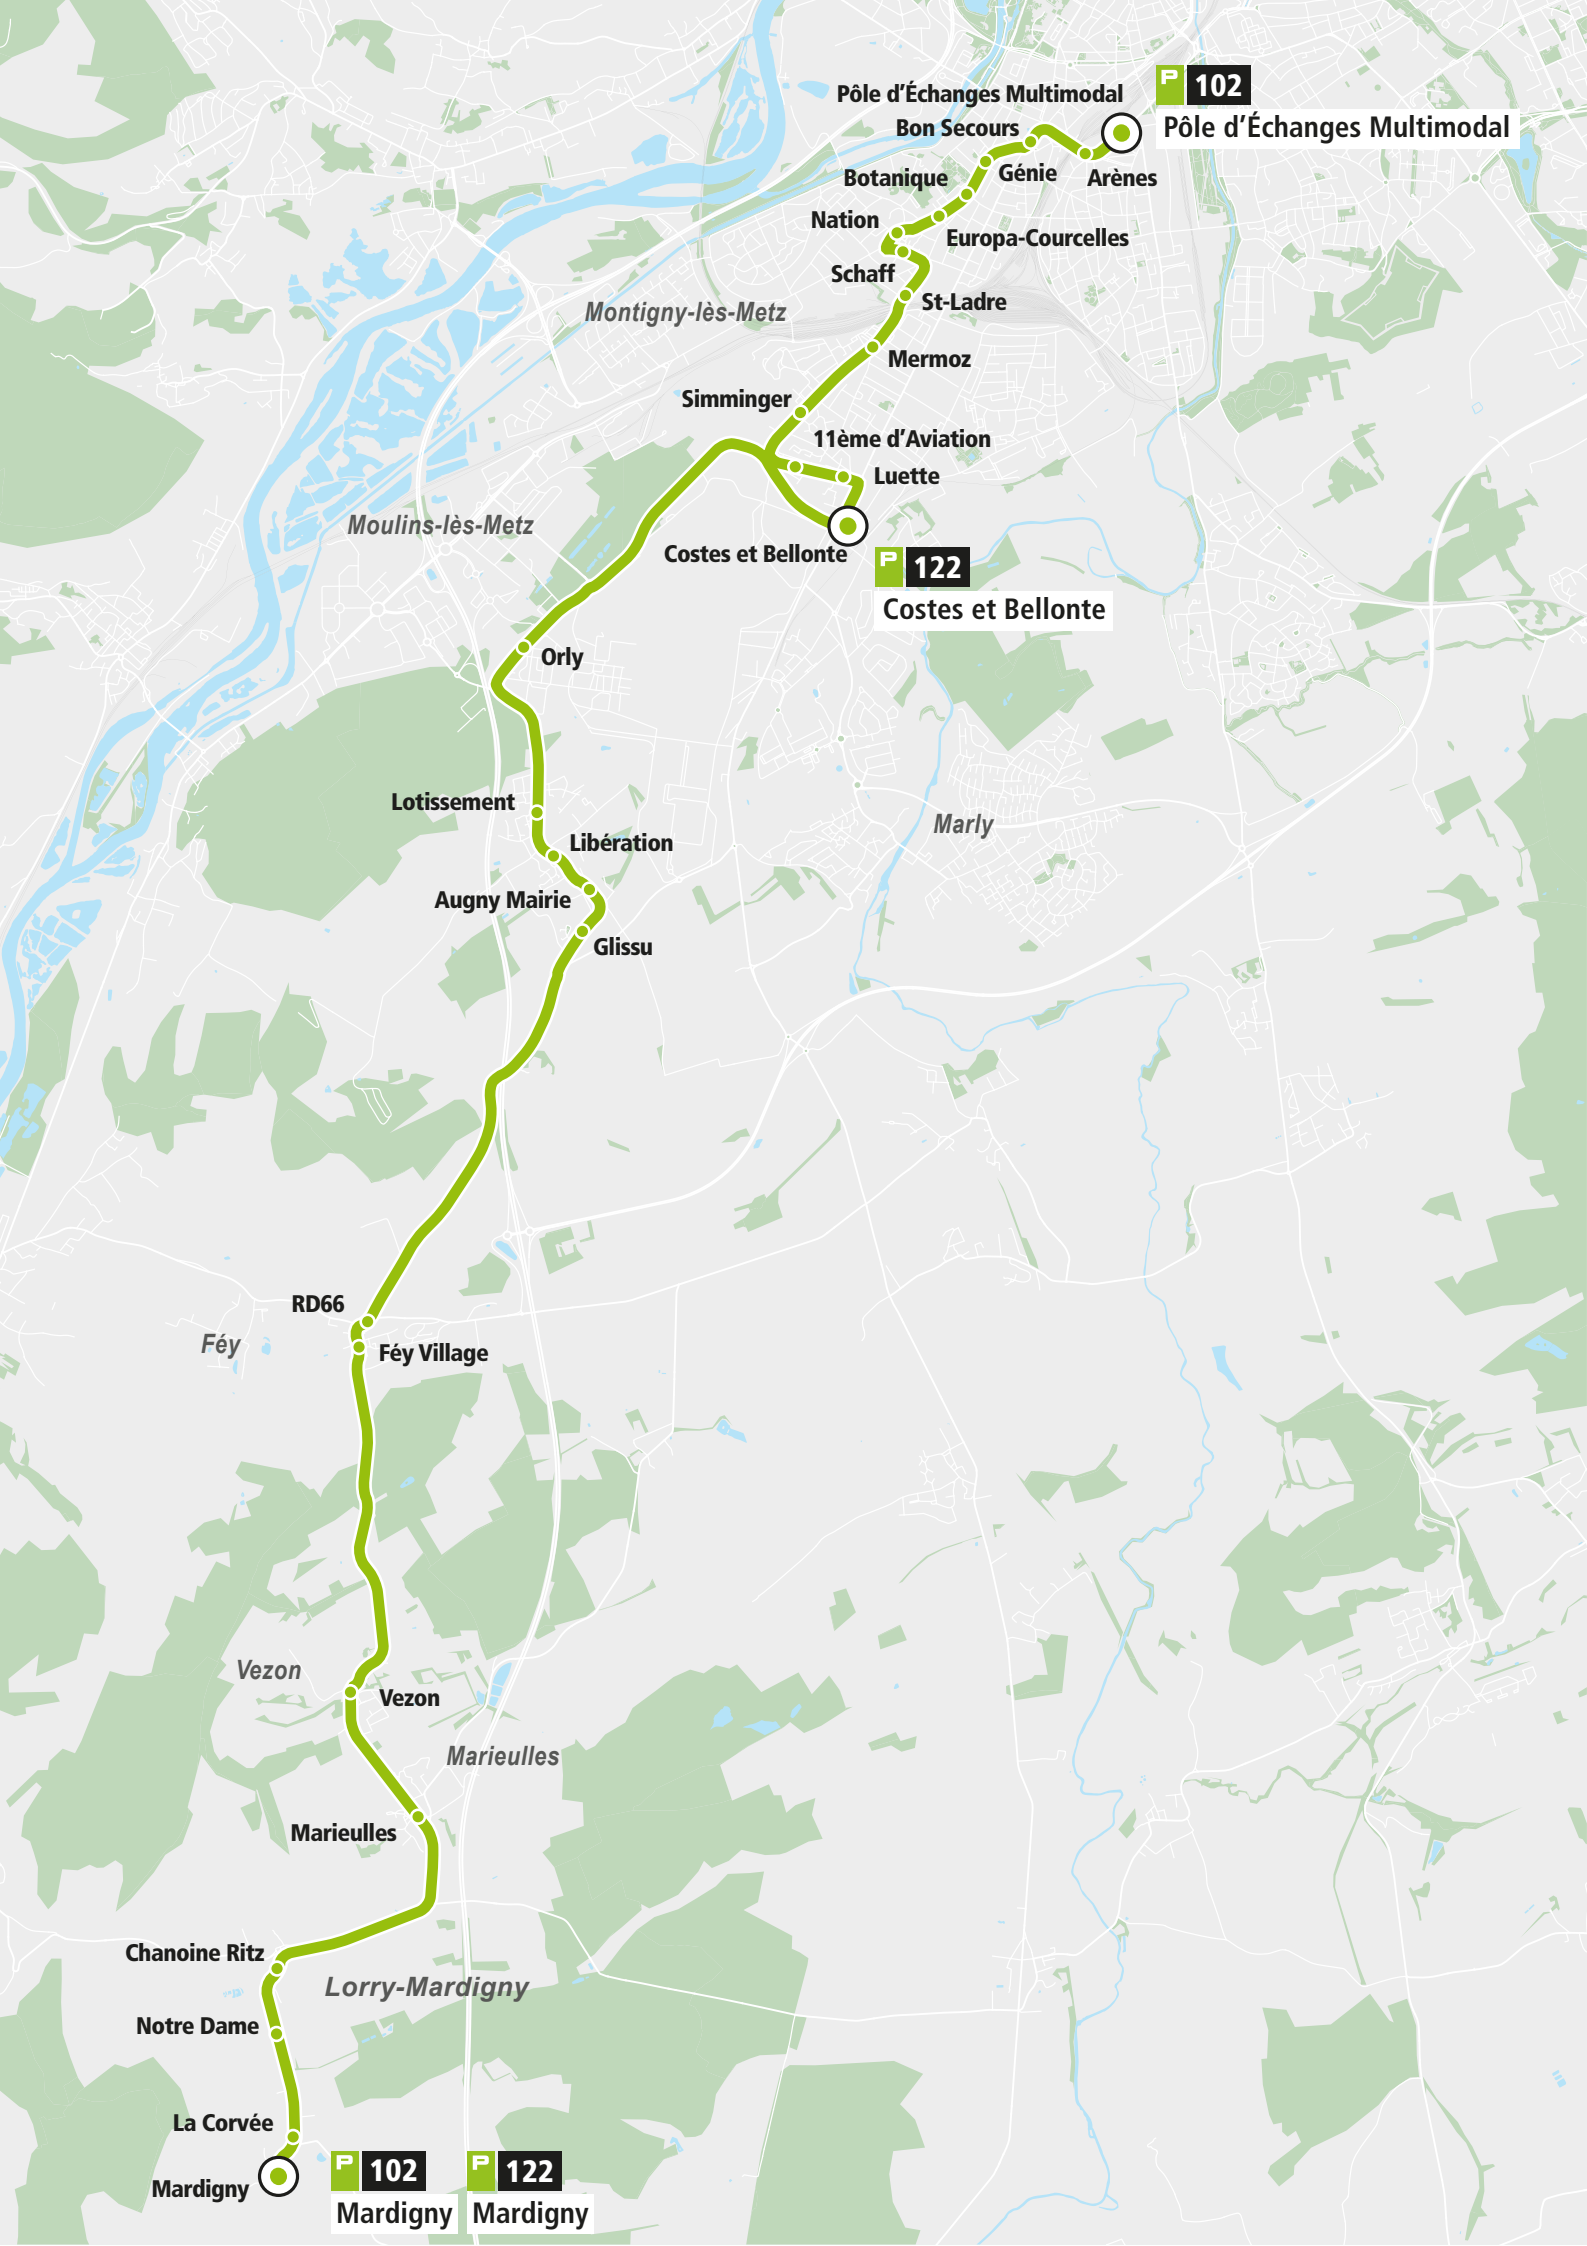 P 102
Pôle d'Échanges Multimodal
Pôle d'Échanges Multimodal
Bon Secours
Génie
Arènes
Botanique
Nation
Europa-Courcelles
Schaff
St-Ladre
Montigny-lès-Metz
Mermoz
Simminger
11ème d'Aviation
Luette
Moulins-lès-Metz
Costes et Bellonte
P 122
Costes et Bellonte
Orly
Lotissement
Marly
Libération
Augny Mairie
Glissu
RD66
Féy
Féy Village
Vezon
Vezon
Marieulles
Marieulles
Chanoine Ritz
Lorry-Mardigny
Notre Dame
La Corvée
Mardigny
P 102
Mardigny
P 122
Mardigny